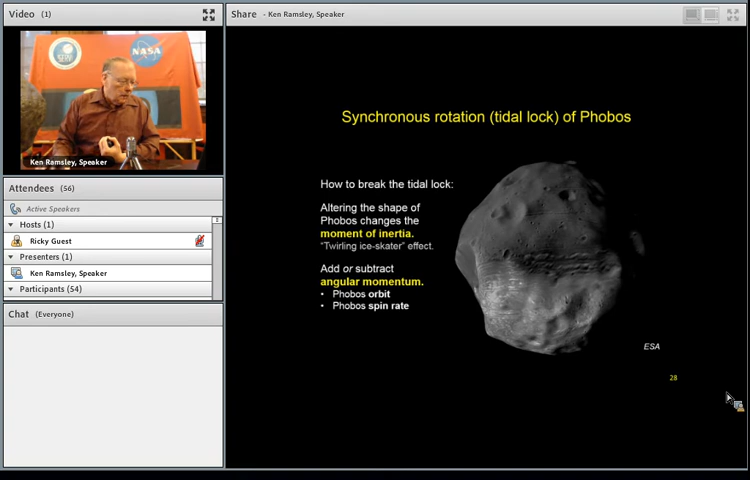 Video (1)
SERVI
NASA
Ken Ramsley, Speaker
Attendees (56)
Active Speakers
Hosts (1)
Ricky Guest
Presenters (1)
Ken Ramsley, Speaker
Participants (54)
Chat (Everyone)
Share - Ken Ramsley, Speaker
Synchronous rotation (tidal lock) of Phobos
How to break the tidal lock:
Altering the shape of
Phobos changes the
moment of inertia.
“Twirling ice-skater” effect.
Add or subtract
angular momentum.
• Phobos orbit
• Phobos spin rate
ESA
28